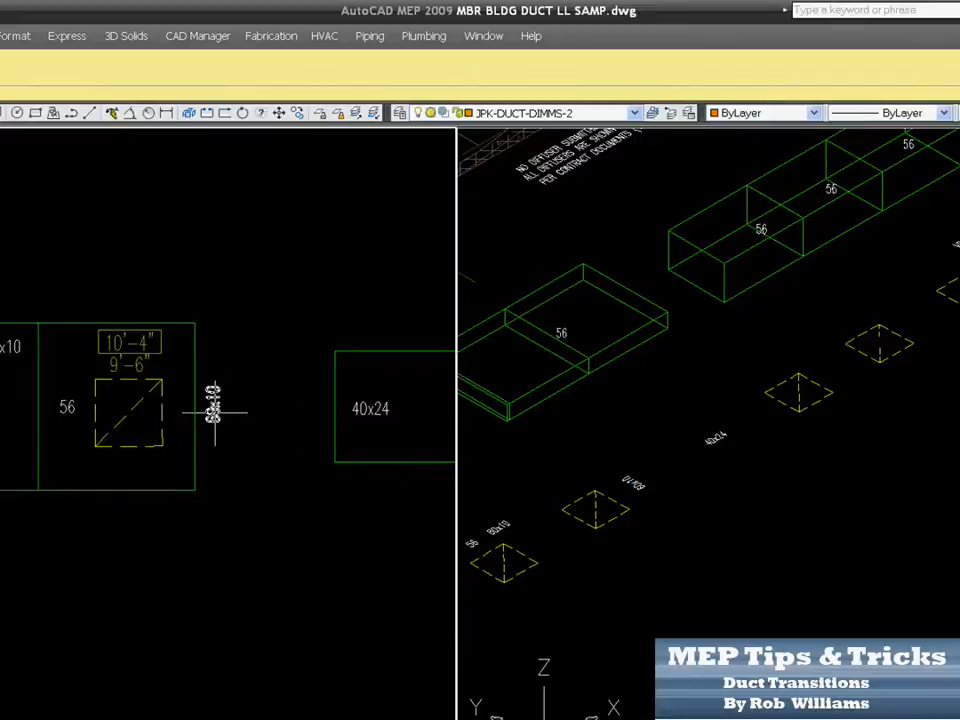 AutoCAD MEP 2009 MBR BLDG DUCT LL SAMP.dwg
Type a keyword or phrase
Format Express 3D Solids CAD Manager Fabrication HVAC Piping Plumbing Window Help
JPK-DUCT-DIMMS-2 ByLayer ByLayer
NO DIFFUSER
ALL DIFFUSERS ARE SHOWN
PER CONTRACT DOCUMENTS
56
56
56
56
x10
10'-4"
9'-6"
56
40x24
40x24
80x10
56 80x10
Z
Y X
MEP Tips & Tricks
Duct Transitions
By Rob Williams